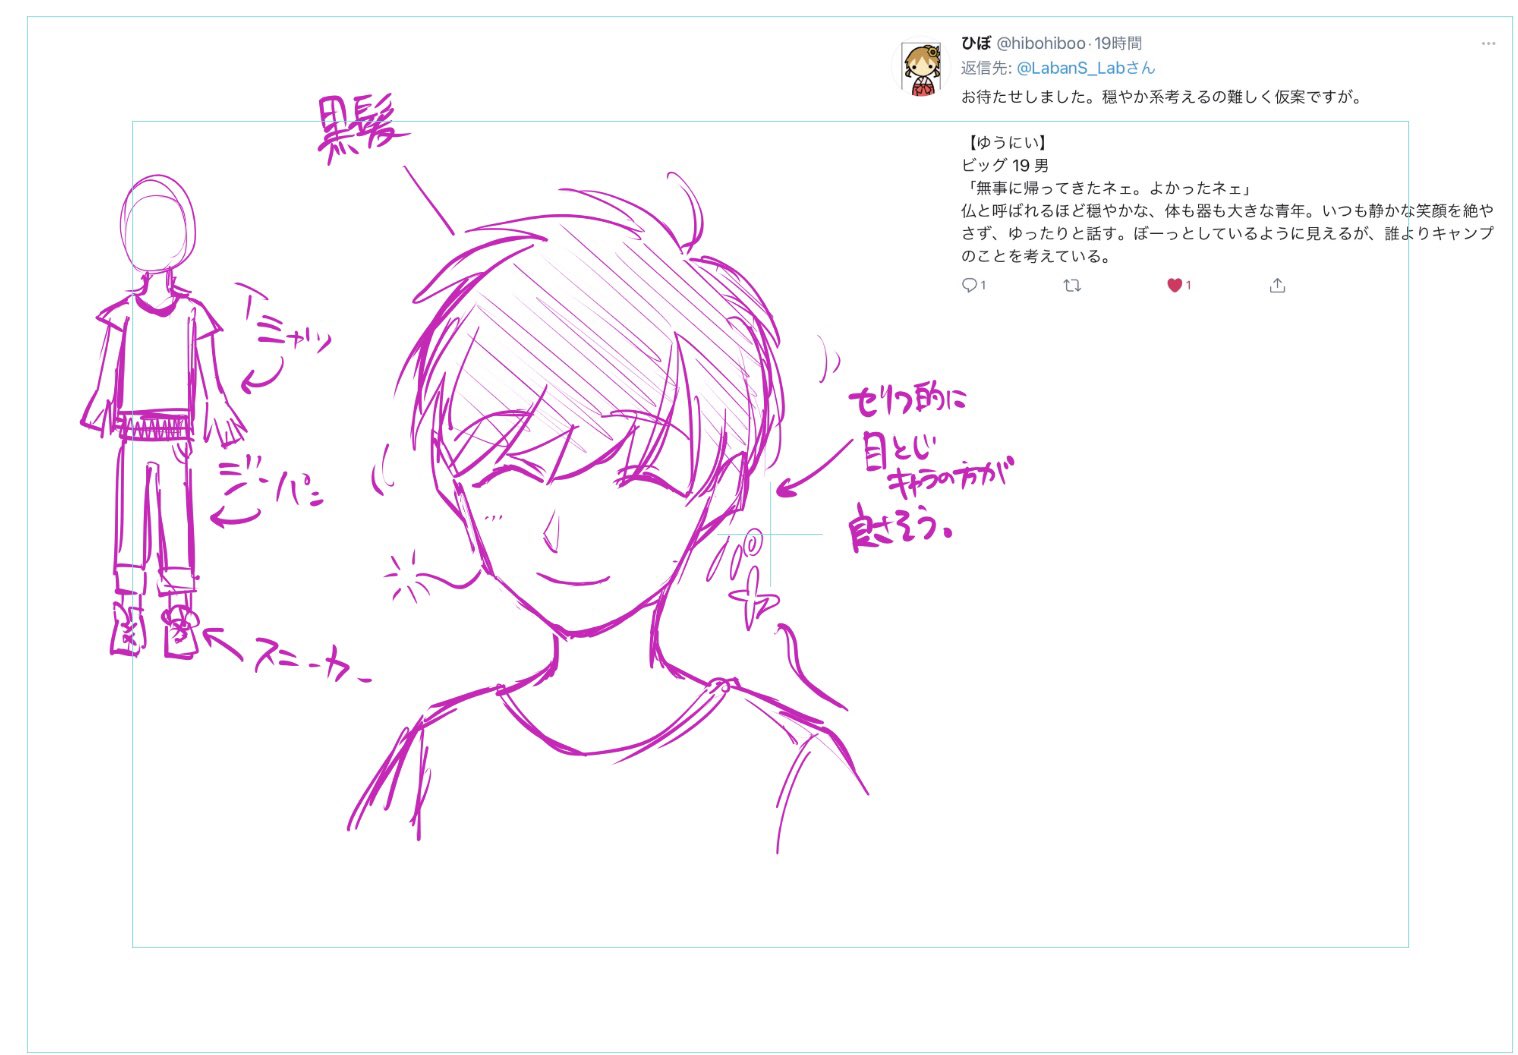 ひぼ @hibohiboo·19時間
返信先: @LabanS_Labさん
お待たせしました。穏やか系考えるの難しく仮案ですが。
【ゆうにい】
ビッグ 19 男
「無事に帰ってきたネェ。よかったネェ」
仏と呼ばれるほど穏やかな、体も器も大きな青年。いつも静かな笑顔を絶や
さず、ゆったりと話す。ぼーっとしているように見えるが、誰よりキャンプ
のことを考えている。
1
1
黒髪
Tシャツ
ジーパン
スニーカー
セリフ的に
目とじ
キャラの方が
良さそう。